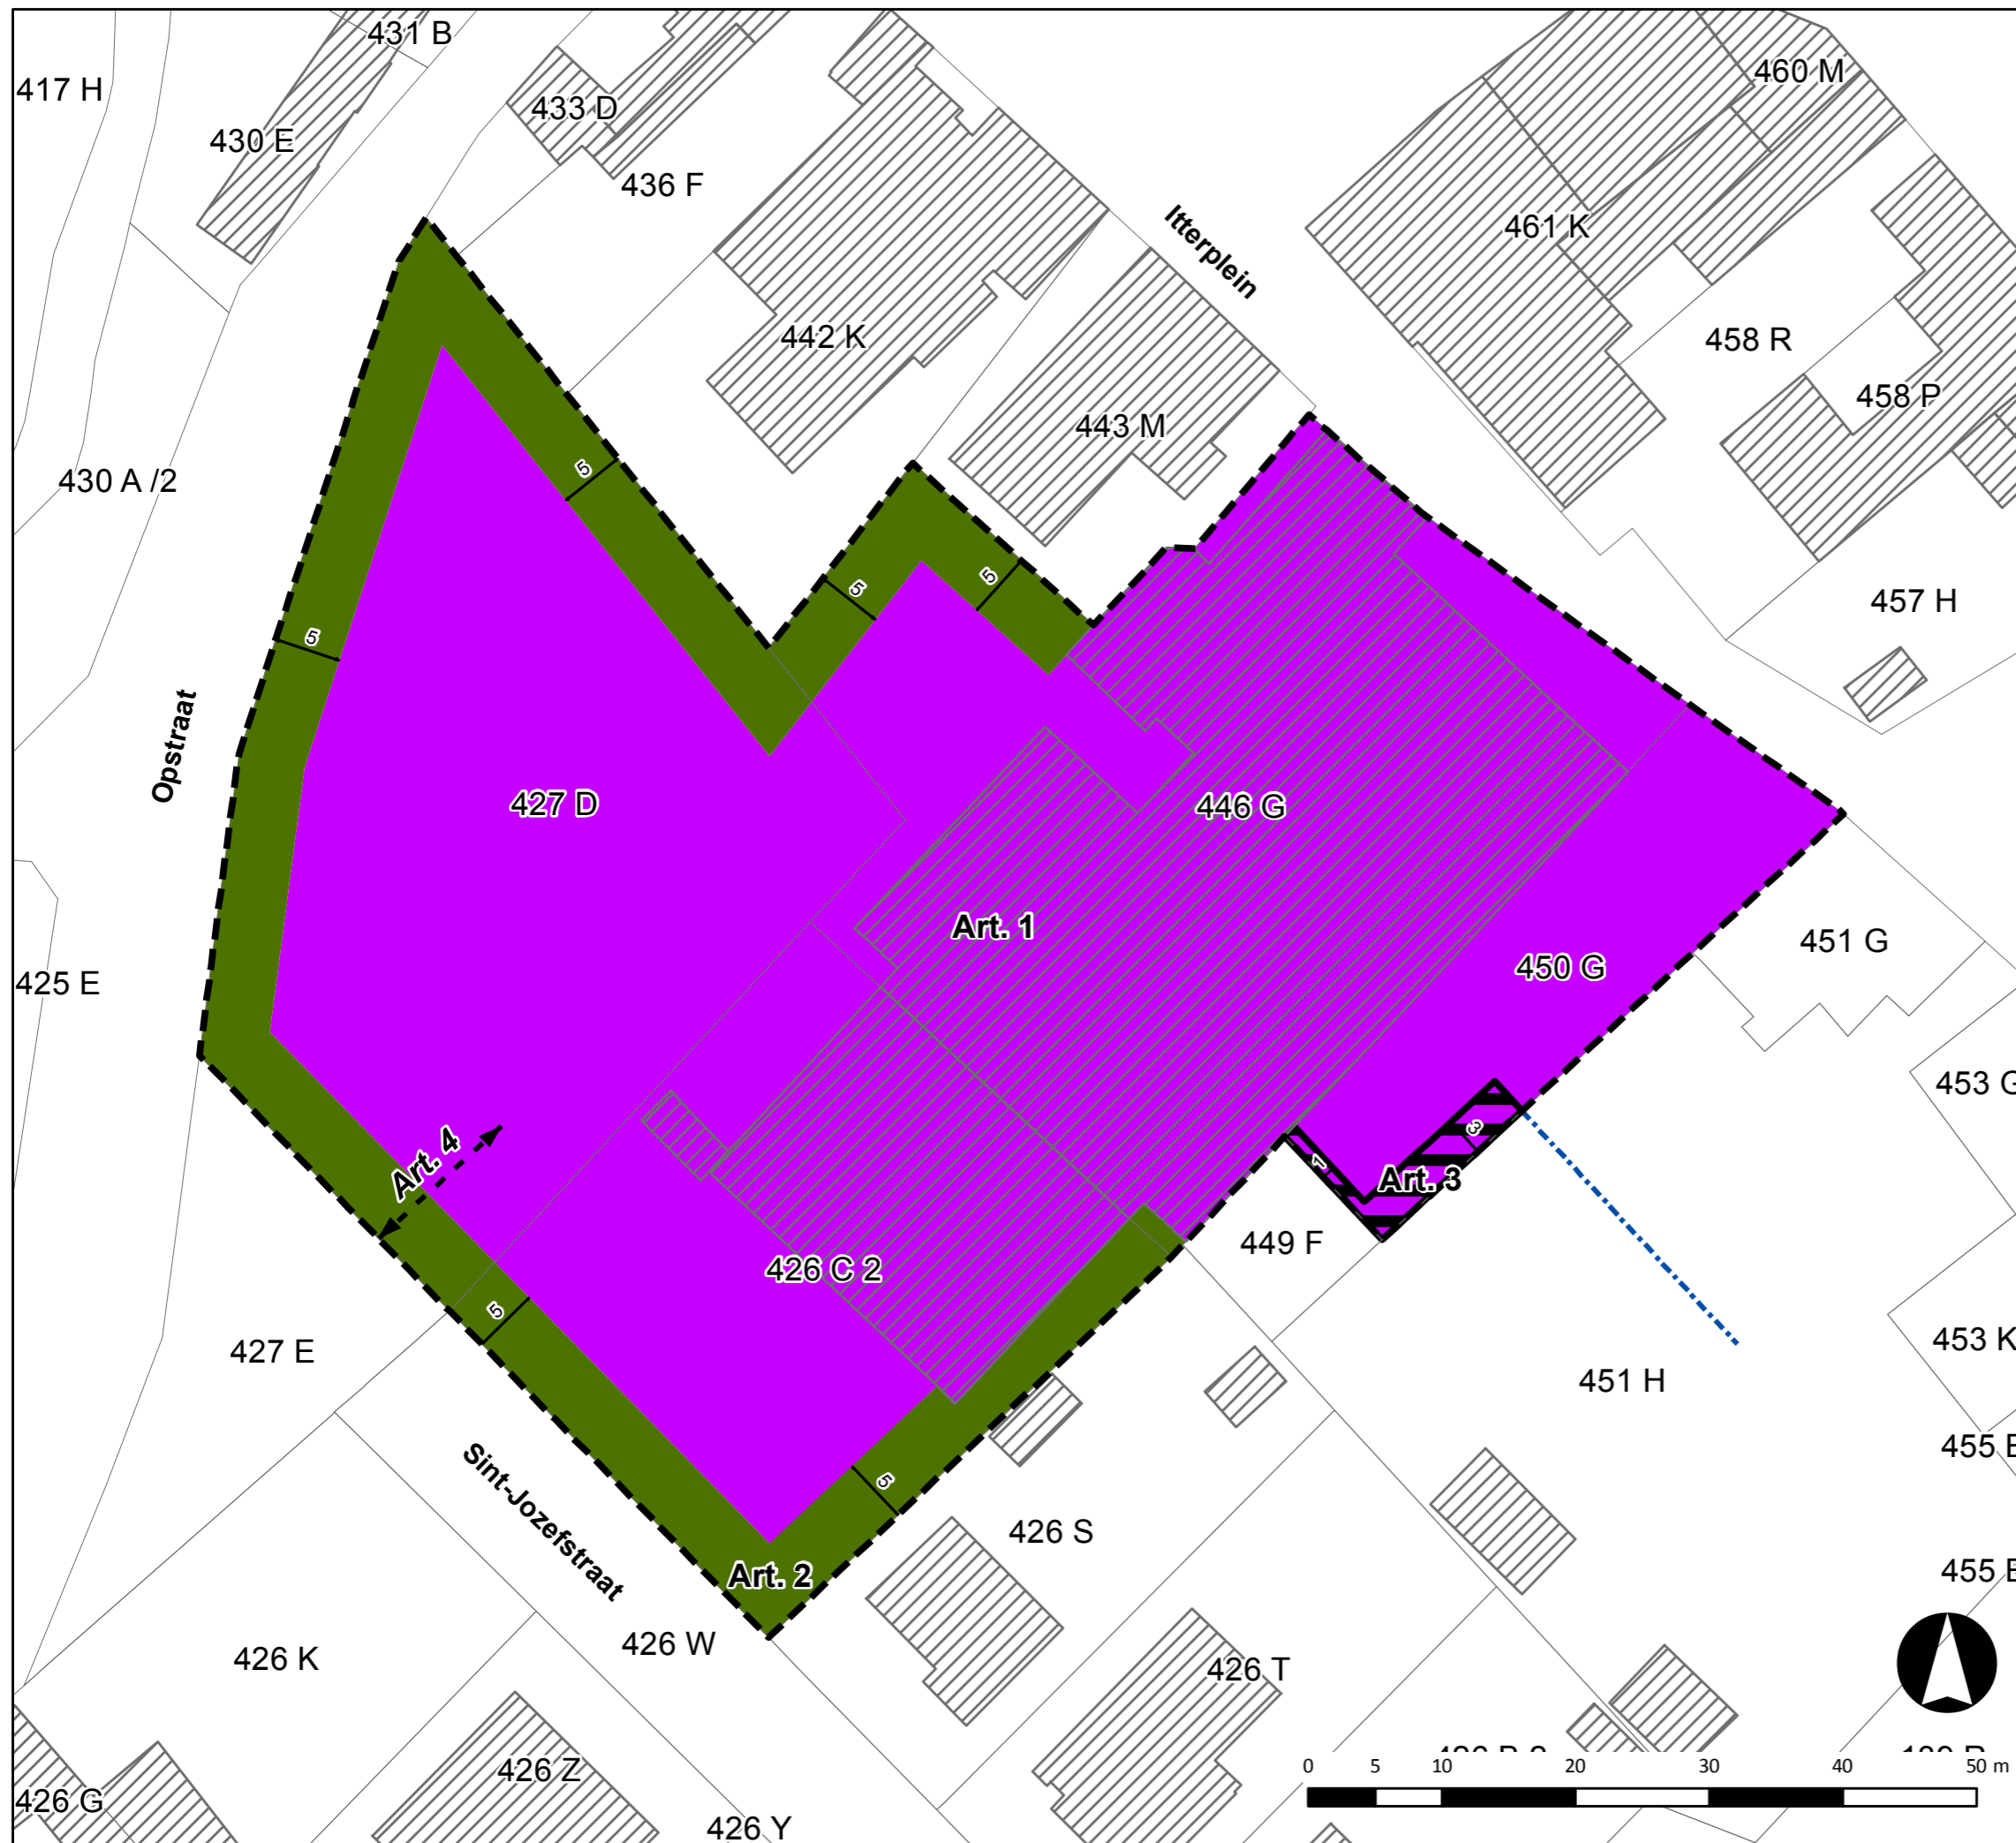 431 B
417 H
460 M
433 D
430 E
436 F
Itterplein
461 K
442 K
458 R
458 P
443 M
5
430 A /2
5
5
457 H
5
Opstraat
427 D
446 G
Art. 1
451 G
450 G
425 E
453 G
3
Art. 4
1
Art. 3
449 F
426 C 2
5
453 K
427 E
451 H
455 E
5
Sint-Jozefstraat
426 S
455 E
Art. 2
426 W
426 K
426 T
0 5 10 20 30 40 50 m
426 Z
426 G
426 Y